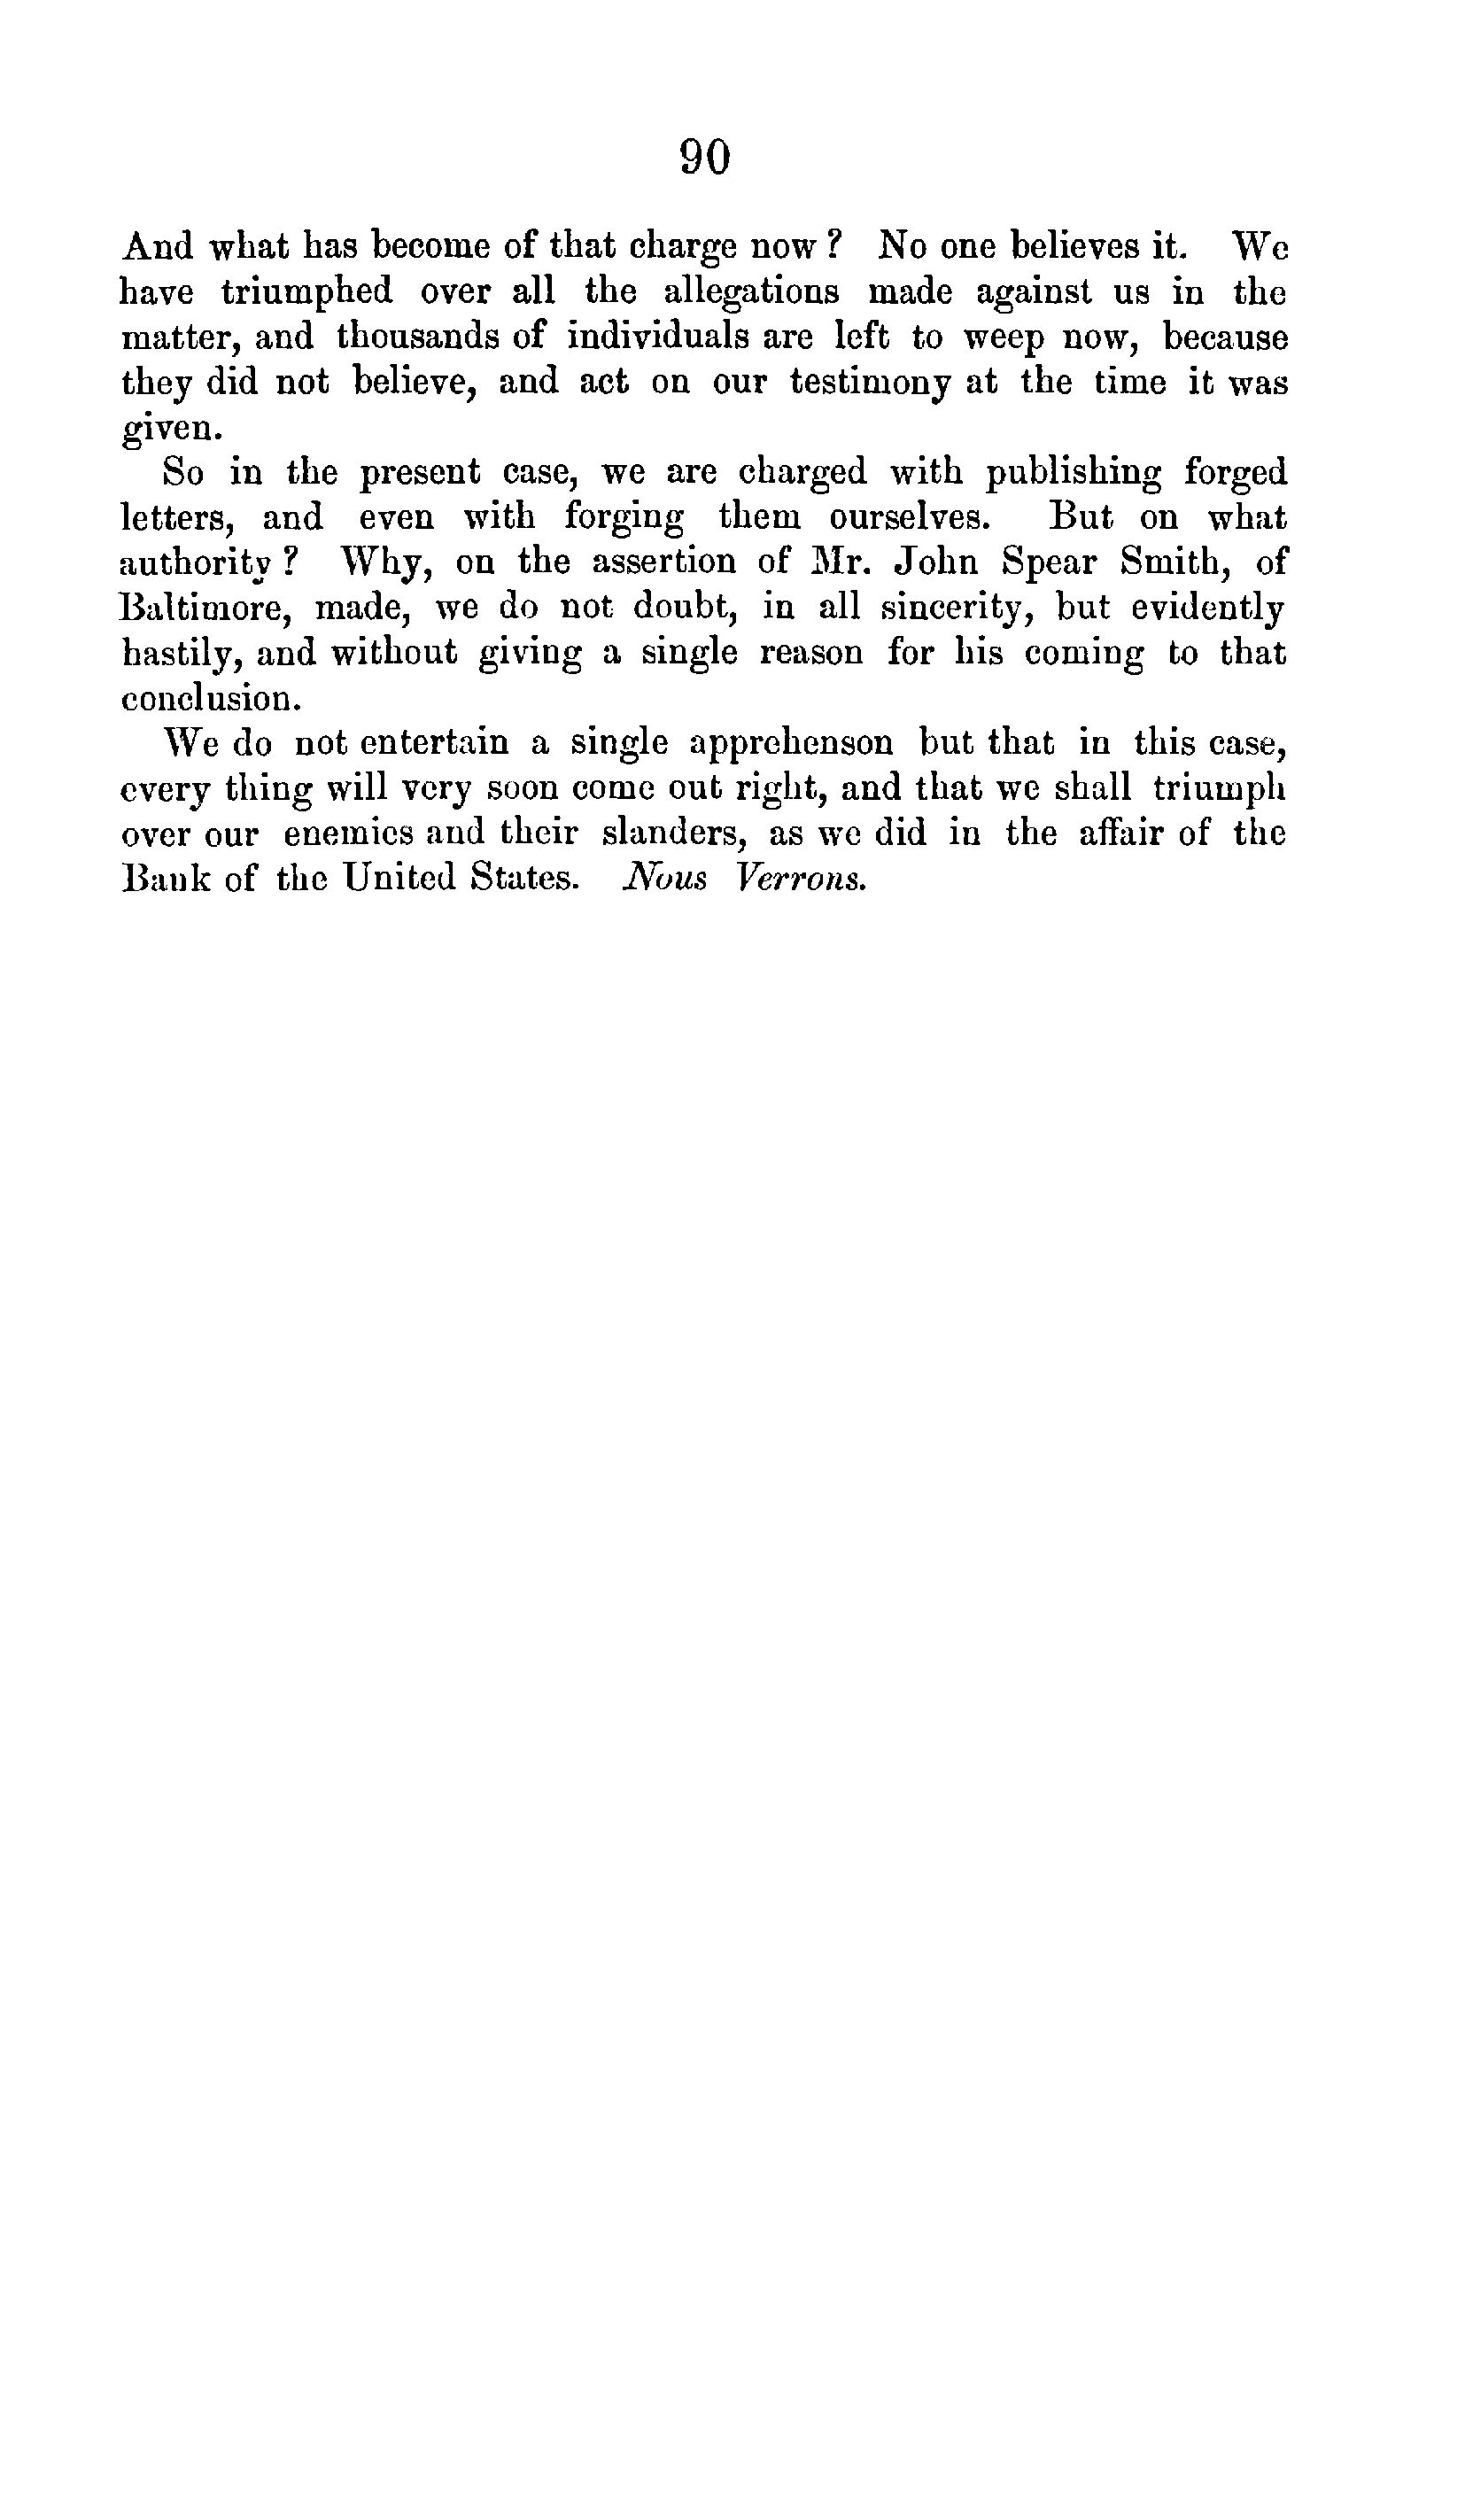 90
And what has become of that charge now ? No one believes it. We
have triumphed over all the allegations made against us in the
matter, and thousands of individuals are left to weep now, because
they did not believe, and act on our testimony at the time it was
given.
So in the present case, we are charged with publishing forged
letters, and even with forging them ourselves. But on what
authority ? Why, on the assertion of Mr. John Spear Smith, of
Baltimore, made, we do not doubt, in all sincerity, but evidently
hastily, and without giving a single reason for his coming to that
conclusion.
We do not entertain a single apprehenson but that in this case,
every thing will very soon come out right, and that we shall triumph
over our enemies and their slanders, as we did in the affair of the
Bank of the United States. Nous Verrons.